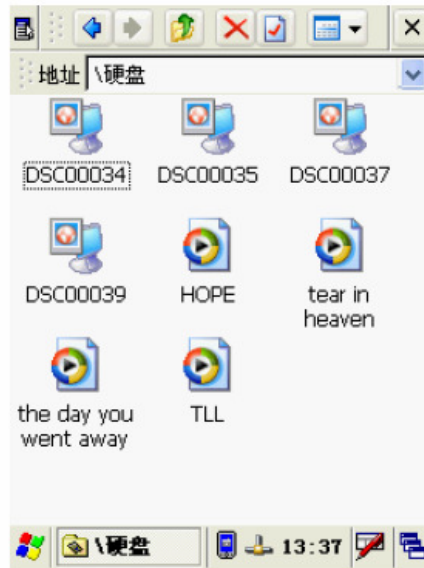 地址 \硬盘
DSC00034 DSC00035 DSC00037
DSC00039 HOPE tear in
heaven
the day you TLL
went away
\硬盘 13:37